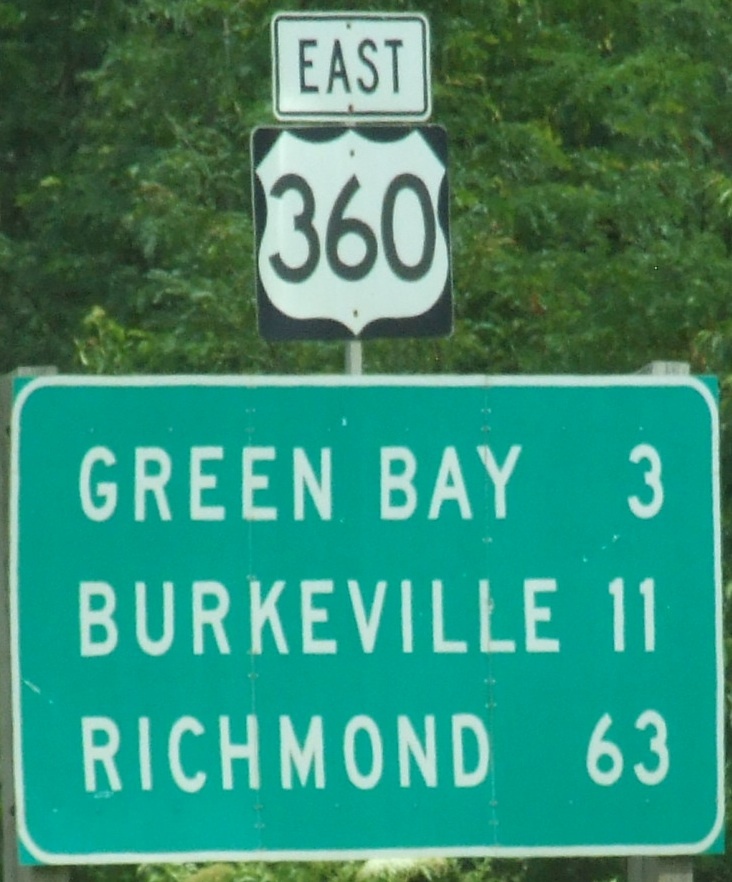 EAST
360
GREEN BAY 3
BURKEVILLE 11
RICHMOND 63